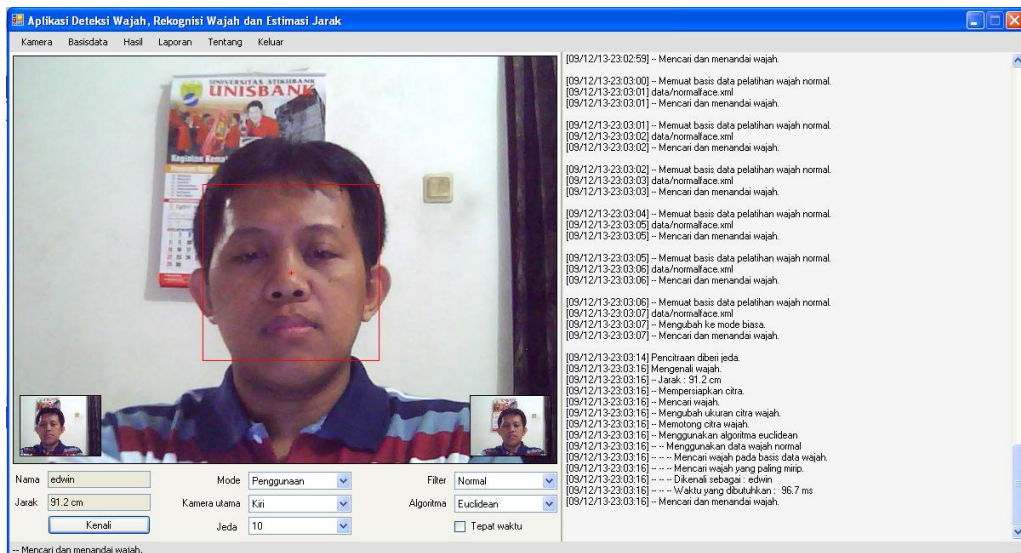 Aplikasi Deteksi Wajah, Rekognisi Wajah dan Estimasi Jarak
Kamera Basisdata Hasil Laporan Tentang Keluar
UNIVERSITAS STIKUBANK
UNISBANK
[09/12/13-23:02:59] -- Mencari dan menandai wajah.
[09/12/13-23:03:00] -- Memuat basis data pelatihan wajah normal.
[09/12/13-23:03:01] data/normalface.xml
[09/12/13-23:03:01] -- Mencari dan menandai wajah.
[09/12/13-23:03:01] -- Memuat basis data pelatihan wajah normal.
[09/12/13-23:03:02] data/normalface.xml
[09/12/13-23:03:02] -- Mencari dan menandai wajah.
[09/12/13-23:03:02] -- Memuat basis data pelatihan wajah normal.
[09/12/13-23:03:03] data/normalface.xml
[09/12/13-23:03:03] -- Mencari dan menandai wajah.
[09/12/13-23:03:04] -- Memuat basis data pelatihan wajah normal.
[09/12/13-23:03:05] data/normalface.xml
[09/12/13-23:03:05] -- Mencari dan menandai wajah.
[09/12/13-23:03:05] -- Memuat basis data pelatihan wajah normal.
[09/12/13-23:03:06] data/normalface.xml
[09/12/13-23:03:06] -- Mencari dan menandai wajah.
[09/12/13-23:03:06] -- Memuat basis data pelatihan wajah normal.
[09/12/13-23:03:07] data/normalface.xml
[09/12/13-23:03:07] -- Mengubah ke mode biasa.
[09/12/13-23:03:07] -- Mencari dan menandai wajah.
[09/12/13-23:03:14] Pencitraan diberi jeda.
[09/12/13-23:03:16] Mengenali wajah.
[09/12/13-23:03:16] -- Jarak : 91.2 cm
[09/12/13-23:03:16] -- Mempersiapkan citra.
[09/12/13-23:03:16] -- Mencari wajah.
[09/12/13-23:03:16] -- Mengubah ukuran citra wajah.
[09/12/13-23:03:16] -- Memotong citra wajah.
[09/12/13-23:03:16] -- Menggunakan algoritma euclidean
[09/12/13-23:03:16] -- -- Menggunakan data wajah normal
[09/12/13-23:03:16] -- -- -- Mencari wajah pada basis data wajah.
[09/12/13-23:03:16] -- -- -- Mencari wajah yang paling mirip.
[09/12/13-23:03:16] -- -- -- Dikenali sebagai : edwin
[09/12/13-23:03:16] -- -- -- Waktu yang dibutuhkan : 96.7 ms
[09/12/13-23:03:16] -- Mencari dan menandai wajah.
Nama edwin Mode Penggunaan Filter Normal
Jarak 91.2 cm Kamera utama Kiri Algoritma Euclidean
Kenali Jeda 10 Tepat waktu
-- Mencari dan menandai wajah.